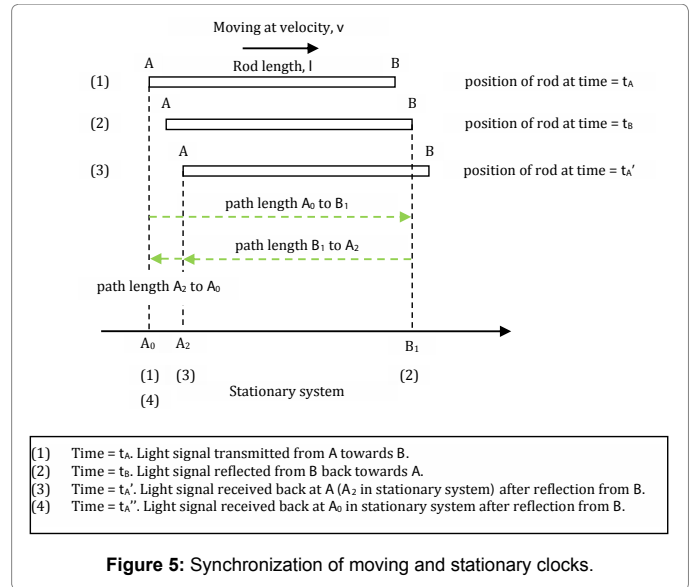 Moving at velocity, v
A Rod length, l B
(1) position of rod at time = tA
A B
(2) position of rod at time = tB
A B
(3) position of rod at time = tA'
path length A0 to B1
path length B1 to A2
path length A2 to A0
A0 A2 B1
(1) (3) (2)
Stationary system
(4)
(1) Time = tA. Light signal transmitted from A towards B.
(2) Time = tB. Light signal reflected from B back towards A.
(3) Time = tA'. Light signal received back at A (A2 in stationary system) after reflection from B.
(4) Time = tA''. Light signal received back at A0 in stationary system after reflection from B.
Figure 5: Synchronization of moving and stationary clocks.